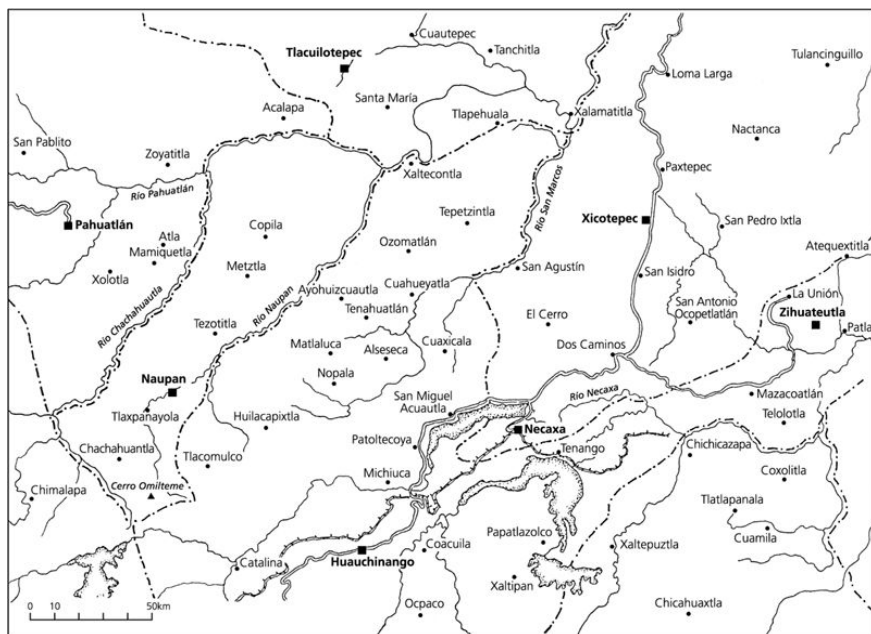 Cuautepec
Tlacuilotepec
Tanchitla
Tulancinguillo
Loma Larga
Santa María
Acalapa
Tlapehuala
Xalamatitla
Nactanca
San Pablito
Zoyatitla
Xaltecontla
Paxtepec
Río Pahuatlán
Río San Marcos
Pahuatlán
Copila
Tepetzintla
Xicotepec
San Pedro Ixtla
Atla
Mamiquetla
Ozomatlán
Atequextitla
Xolotla
Metztla
San Agustín
San Isidro
Ayohuizcuautla
Cuahueyatla
La Unión
San Antonio
Ocopetlatlán
Zihuateutla
Río Chachahuautla
Río Naupan
Tenahuatlán
El Cerro
Tezotitla
Patla
Matlaluca
Alseseca
Cuaxicala
Dos Caminos
Nopala
Naupan
Río Necaxa
Mazacoatlán
Tlaxpanayola
Huilacapixtla
San Miguel
Acuautla
Telolotla
Necaxa
Patoltecoya
Chachahuantla
Tlacomulco
Tenango
Chichicazapa
Michiuca
Coxolitla
Chimalapa
Cerro Omilteme
Tlatlapanala
Papatlazolco
Cuamila
Coacuila
Xaltepuztla
Catalina
Huauchinango
Xaltipan
0 10 50km
Ocpaco
Chicahuaxtla